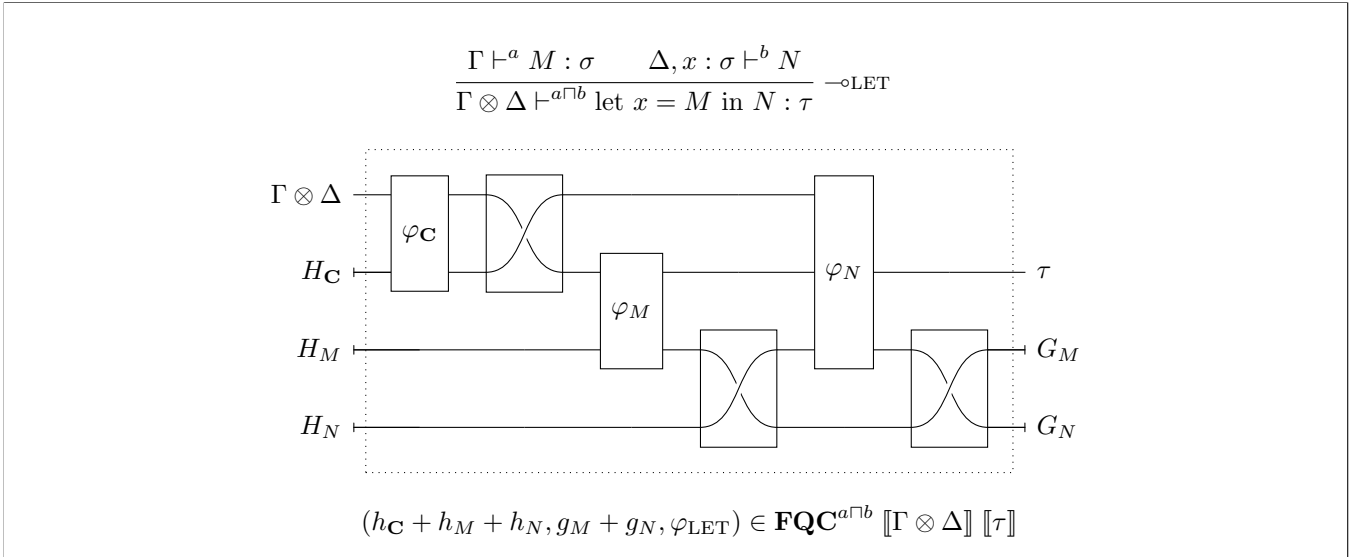 Γ ⊢^a M : σ    Δ, x : σ ⊢^b N
Γ ⊗ Δ ⊢^{a⊓b} let x = M in N : τ  ⊸LET
Γ ⊗ Δ
φ_C
H_C
φ_N
τ
φ_M
H_M
G_M
H_N
G_N
(h_C + h_M + h_N, g_M + g_N, φ_LET) ∈ FQC^{a⊓b} ⟦Γ ⊗ Δ⟧ ⟦τ⟧